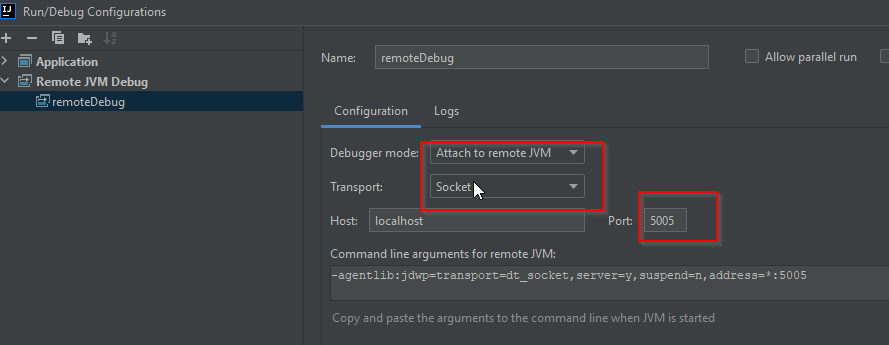 IJ Run/Debug Configurations
Application
Remote JVM Debug
remoteDebug
Name: remoteDebug Allow parallel run
Configuration Logs
Debugger mode: Attach to remote JVM
Transport: Socket
Host: localhost Port: 5005
Command line arguments for remote JVM:
-agentlib:jdwp=transport=dt_socket,server=y,suspend=n,address=*:5005
Copy and paste the arguments to the command line when JVM is started